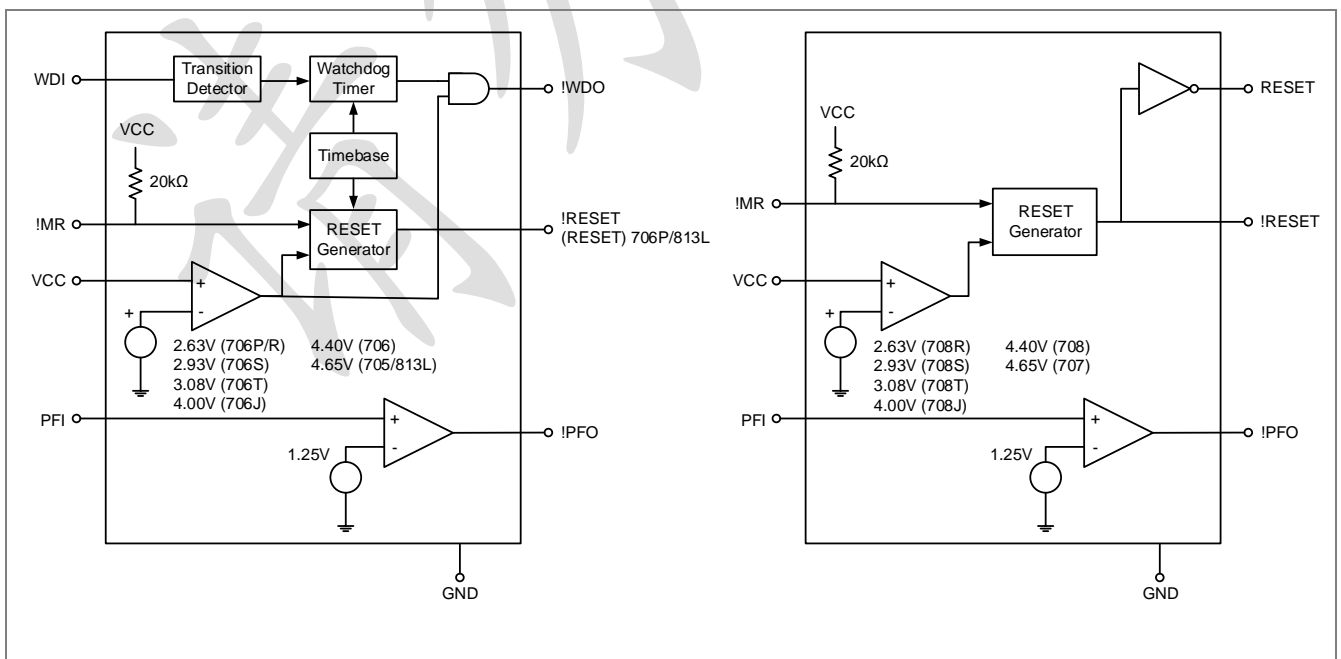 WDI
Transition
Detector
Watchdog
Timer
!WDO
VCC
20kΩ
Timebase
!MR
RESET
Generator
!RESET
(RESET) 706P/813L
VCC
+
-
+
2.63V (706P/R) 4.40V (706)
2.93V (706S) 4.65V (705/813L)
3.08V (706T)
4.00V (706J)
PFI
+
-
!PFO
1.25V
GND
RESET
VCC
20kΩ
!MR
RESET
Generator
!RESET
VCC
+
-
+
2.63V (708R) 4.40V (708)
2.93V (708S) 4.65V (707)
3.08V (708T)
4.00V (708J)
PFI
+
-
!PFO
1.25V
GND